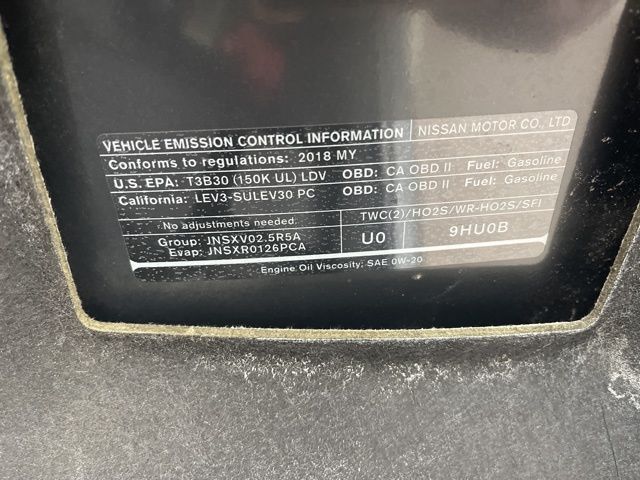 VEHICLE EMISSION CONTROL INFORMATION NISSAN MOTOR CO., LTD
Conforms to regulations: 2018 MY
U.S. EPA: T3B30 (150K UL) LDV OBD: CA OBD II Fuel: Gasoline
California: LEV3-SULEV30 PC OBD: CA OBD II Fuel: Gasoline
No adjustments needed. TWC(2)/HO2S/WR-HO2S/SFI
Group: JNSXV02.5R5A
Evap: JNSXR0126PCA
U0 9HU0B
Engine Oil Viscosity: SAE 0W-20